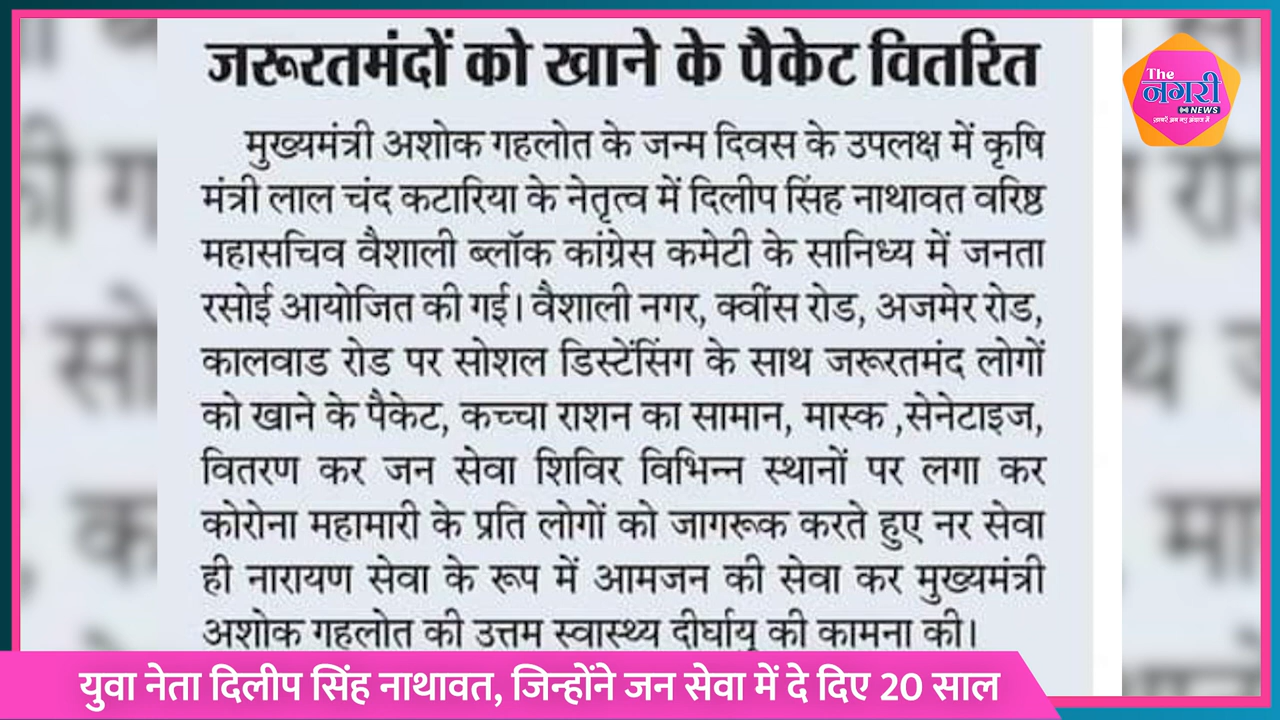 जरूरतमंदों को खाने के पैकेट वितरित
मुख्यमंत्री अशोक गहलोत के जन्म दिवस के उपलक्ष में कृषि
मंत्री लाल चंद कटारिया के नेतृत्व में दिलीप सिंह नाथावत वरिष्ठ
महासचिव वैशाली ब्लॉक कांग्रेस कमेटी के सानिध्य में जनता
रसोई आयोजित की गई। वैशाली नगर, क्वींस रोड, अजमेर रोड,
कालवाड रोड पर सोशल डिस्टेंसिंग के साथ जरूरतमंद लोगों
को खाने के पैकेट, कच्चा राशन का सामान, मास्क ,सेनेटाइज,
वितरण कर जन सेवा शिविर विभिन्न स्थानों पर लगा कर
कोरोना महामारी के प्रति लोगों को जागरूक करते हुए नर सेवा
ही नारायण सेवा के रूप में आमजन की सेवा कर मुख्यमंत्री
अशोक गहलोत की उत्तम स्वास्थ्य दीर्घायु की कामना की।
The
नगरी
NEWS
युवा नेता दिलीप सिंह नाथावत, जिन्होंने जन सेवा में दे दिए 20 साल